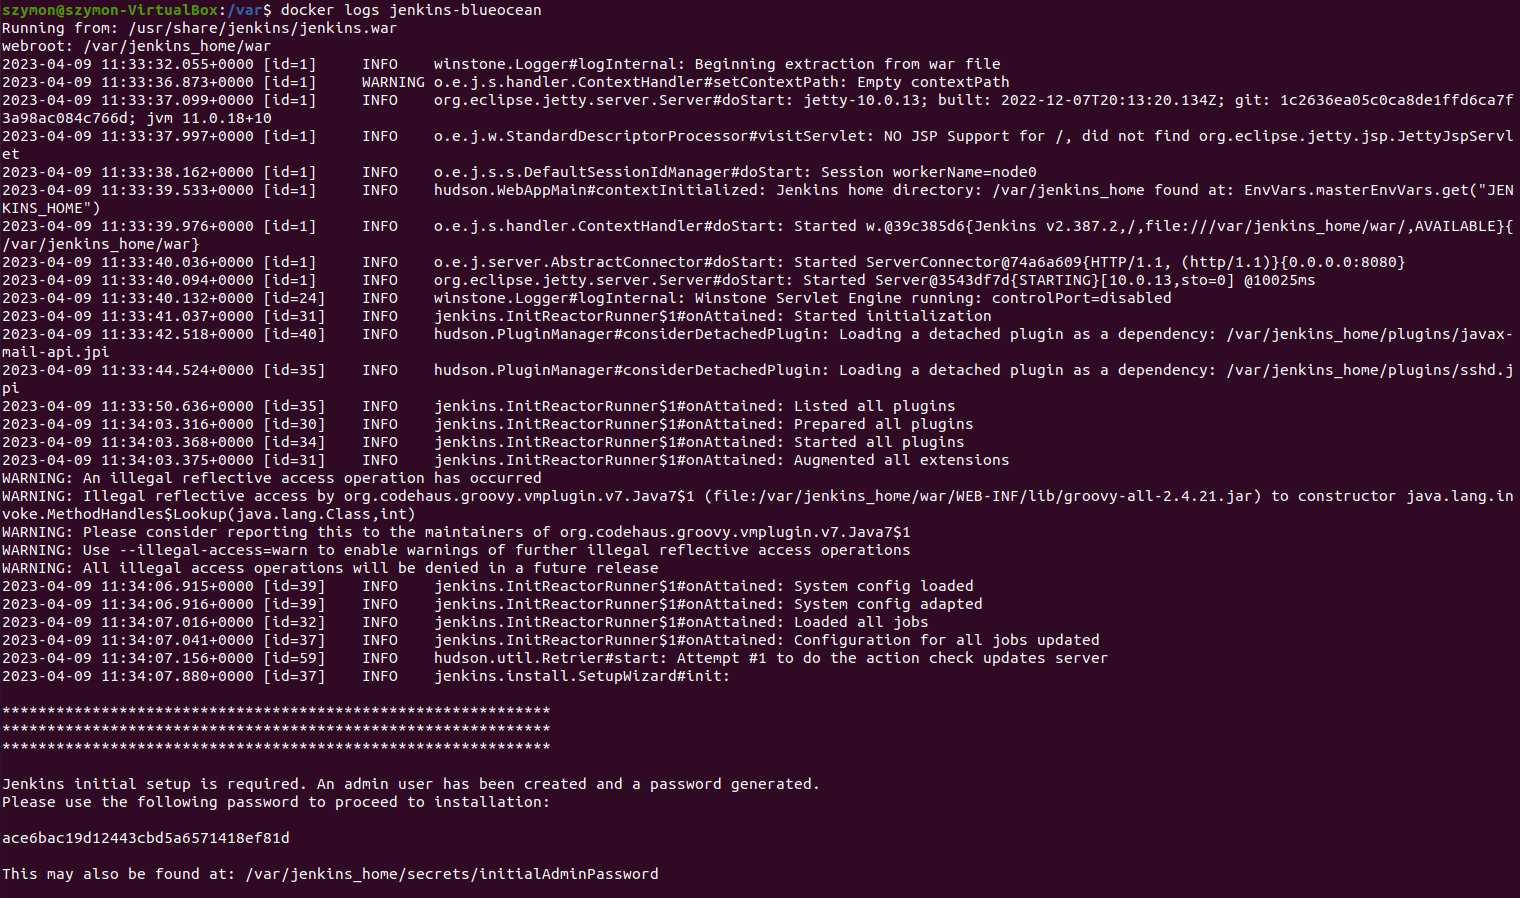 szymon@szymon-VirtualBox:/var$ docker logs jenkins-blueocean
Running from: /usr/share/jenkins/jenkins.war
webroot: /var/jenkins_home/war
2023-04-09 11:33:32.055+0000 [id=1]     INFO    winstone.Logger#logInternal: Beginning extraction from war file
2023-04-09 11:33:36.873+0000 [id=1]     WARNING o.e.j.s.handler.ContextHandler#setContextPath: Empty contextPath
2023-04-09 11:33:37.099+0000 [id=1]     INFO    org.eclipse.jetty.server.Server#doStart: jetty-10.0.13; built: 2022-12-07T20:13:20.134Z; git: 1c2636ea05c0ca8de1ffd6ca7f
3a98ac084c766d; jvm 11.0.18+10
2023-04-09 11:33:37.997+0000 [id=1]     INFO    o.e.j.w.StandardDescriptorProcessor#visitServlet: NO JSP Support for /, did not find org.eclipse.jetty.jsp.JettyJspServl
et
2023-04-09 11:33:38.162+0000 [id=1]     INFO    o.e.j.s.s.DefaultSessionIdManager#doStart: Session workerName=node0
2023-04-09 11:33:39.533+0000 [id=1]     INFO    hudson.WebAppMain#contextInitialized: Jenkins home directory: /var/jenkins_home found at: EnvVars.masterEnvVars.get("JEN
KINS_HOME")
2023-04-09 11:33:39.976+0000 [id=1]     INFO    o.e.j.s.handler.ContextHandler#doStart: Started w.@39c385d6{Jenkins v2.387.2,/,file:///var/jenkins_home/war/,AVAILABLE}{
/var/jenkins_home/war}
2023-04-09 11:33:40.036+0000 [id=1]     INFO    o.e.j.server.AbstractConnector#doStart: Started ServerConnector@74a6a609{HTTP/1.1, (http/1.1)}{0.0.0.0:8080}
2023-04-09 11:33:40.094+0000 [id=1]     INFO    org.eclipse.jetty.server.Server#doStart: Started Server@3543df7d{STARTING}[10.0.13,sto=0] @10025ms
2023-04-09 11:33:40.132+0000 [id=24]    INFO    winstone.Logger#logInternal: Winstone Servlet Engine running: controlPort=disabled
2023-04-09 11:33:41.037+0000 [id=31]    INFO    jenkins.InitReactorRunner$1#onAttained: Started initialization
2023-04-09 11:33:42.518+0000 [id=40]    INFO    hudson.PluginManager#considerDetachedPlugin: Loading a detached plugin as a dependency: /var/jenkins_home/plugins/javax-
mail-api.jpi
2023-04-09 11:33:44.524+0000 [id=35]    INFO    hudson.PluginManager#considerDetachedPlugin: Loading a detached plugin as a dependency: /var/jenkins_home/plugins/sshd.j
pi
2023-04-09 11:33:50.636+0000 [id=35]    INFO    jenkins.InitReactorRunner$1#onAttained: Listed all plugins
2023-04-09 11:34:03.316+0000 [id=30]    INFO    jenkins.InitReactorRunner$1#onAttained: Prepared all plugins
2023-04-09 11:34:03.368+0000 [id=34]    INFO    jenkins.InitReactorRunner$1#onAttained: Started all plugins
2023-04-09 11:34:03.375+0000 [id=31]    INFO    jenkins.InitReactorRunner$1#onAttained: Augmented all extensions
WARNING: An illegal reflective access operation has occurred
WARNING: Illegal reflective access by org.codehaus.groovy.vmplugin.v7.Java7$1 (file:/var/jenkins_home/war/WEB-INF/lib/groovy-all-2.4.21.jar) to constructor java.lang.in
voke.MethodHandles$Lookup(java.lang.Class,int)
WARNING: Please consider reporting this to the maintainers of org.codehaus.groovy.vmplugin.v7.Java7$1
WARNING: Use --illegal-access=warn to enable warnings of further illegal reflective access operations
WARNING: All illegal access operations will be denied in a future release
2023-04-09 11:34:06.915+0000 [id=39]    INFO    jenkins.InitReactorRunner$1#onAttained: System config loaded
2023-04-09 11:34:06.916+0000 [id=39]    INFO    jenkins.InitReactorRunner$1#onAttained: System config adapted
2023-04-09 11:34:07.016+0000 [id=32]    INFO    jenkins.InitReactorRunner$1#onAttained: Loaded all jobs
2023-04-09 11:34:07.041+0000 [id=37]    INFO    jenkins.InitReactorRunner$1#onAttained: Configuration for all jobs updated
2023-04-09 11:34:07.156+0000 [id=59]    INFO    hudson.util.Retrier#start: Attempt #1 to do the action check updates server
2023-04-09 11:34:07.880+0000 [id=37]    INFO    jenkins.install.SetupWizard#init:
*************************************************************
*************************************************************
*************************************************************
Jenkins initial setup is required. An admin user has been created and a password generated.
Please use the following password to proceed to installation:
ace6bac19d12443cbd5a6571418ef81d
This may also be found at: /var/jenkins_home/secrets/initialAdminPassword